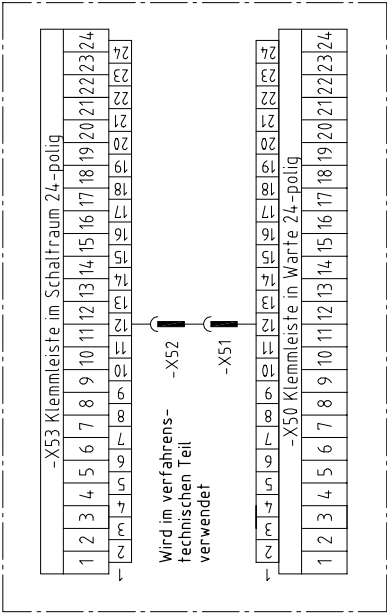 -X53 Klemmleiste im Schaltraum 24-polig
1 2 3 4 5 6 7 8 9 10 11 12 13 14 15 16 17 18 19 20 21 22 23 24
1 2 3 4 5 6 7 8 9 10 11 12 13 14 15 16 17 18 19 20 21 22 23 24
-X52
-X51
Wird im verfahrens-
technischen Teil
verwendet
1 2 3 4 5 6 7 8 9 10 11 12 13 14 15 16 17 18 19 20 21 22 23 24
-X50 Klemmleiste in Warte 24-polig
1 2 3 4 5 6 7 8 9 10 11 12 13 14 15 16 17 18 19 20 21 22 23 24